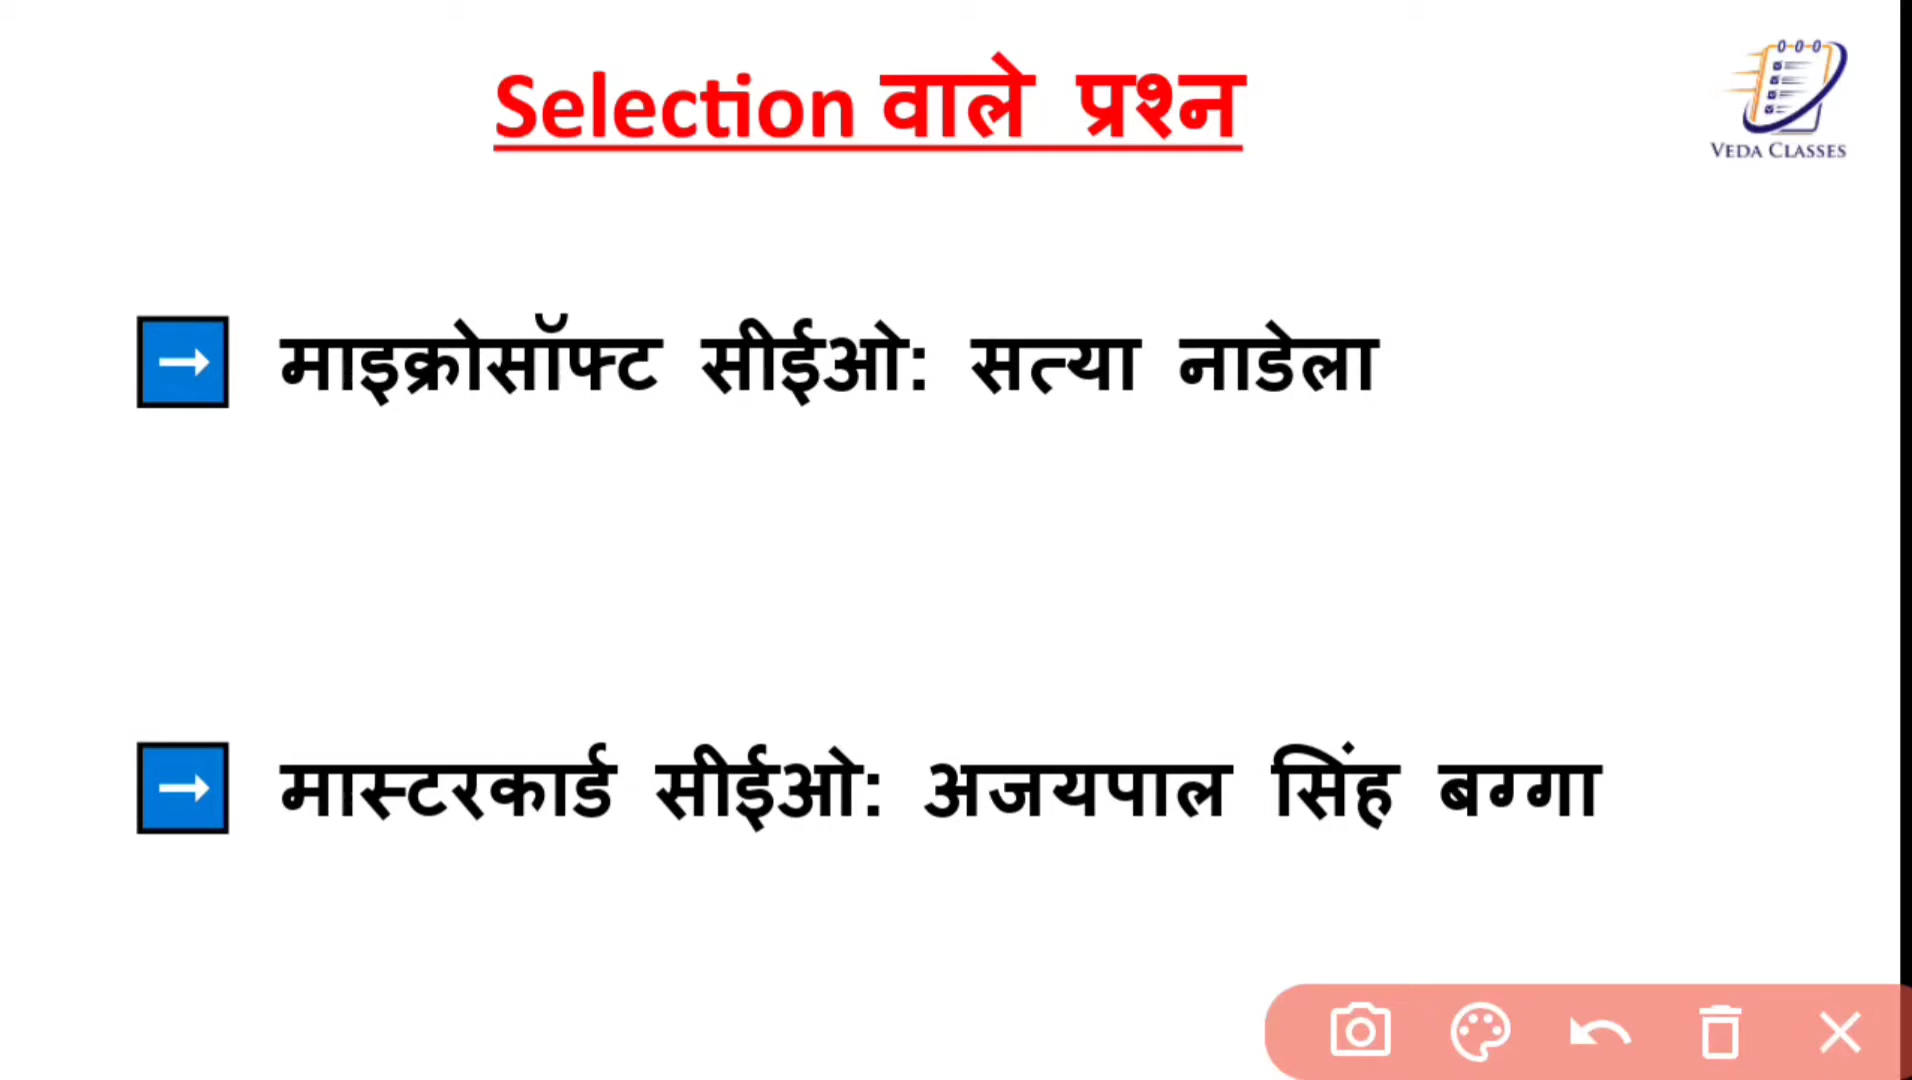 Selection वाले प्रश्न
VEDA CLASSES
माइक्रोसॉफ्ट सीईओ: सत्या नाडेला
मास्टरकार्ड सीईओ: अजयपाल सिंह बग्गा